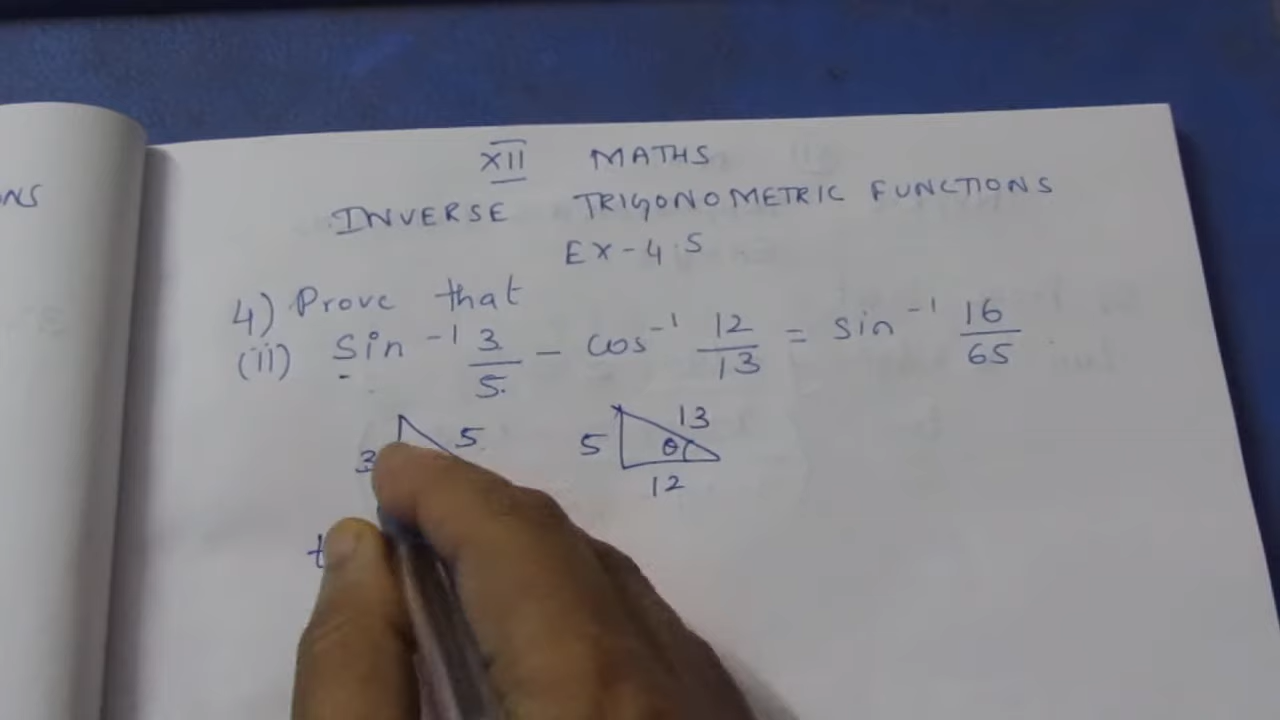 ONS
XII MATHS
INVERSE TRIGONOMETRIC FUNCTIONS
EX-4.5
4) Prove that
(ii) sin⁻¹ 3/5 - cos⁻¹ 12/13 = sin⁻¹ 16/65
3 5 5 13 θ 12
t